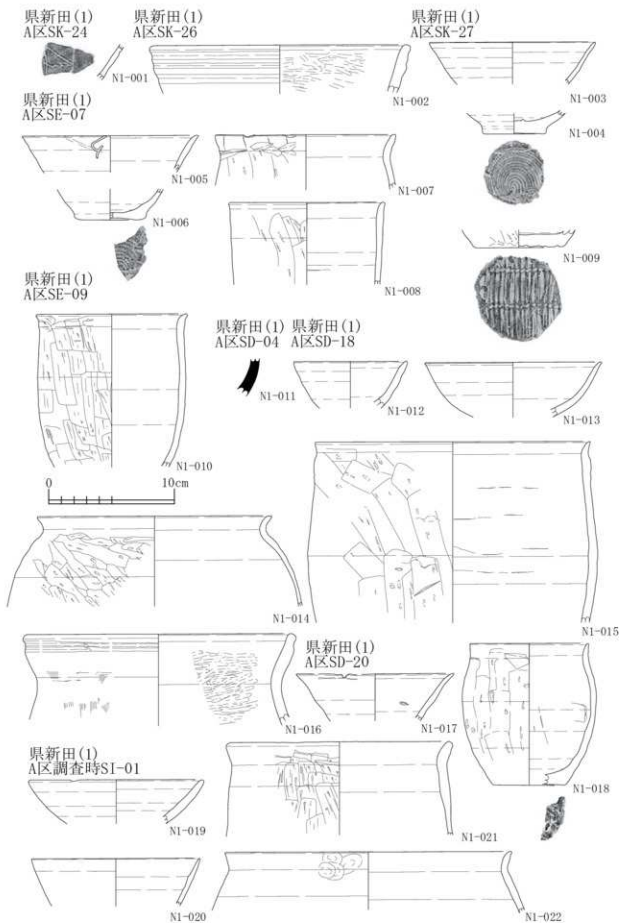 県新田(1)
A区SK-24
N1-001
県新田(1)
A区SK-26
N1-002
県新田(1)
A区SK-27
N1-003
N1-004
県新田(1)
A区SE-07
N1-005
N1-006
N1-007
N1-008
N1-009
県新田(1)
A区SE-09
N1-010
県新田(1)
A区SD-04
N1-011
県新田(1)
A区SD-18
N1-012
N1-013
0
10cm
N1-014
N1-015
N1-016
県新田(1)
A区SD-20
N1-017
N1-018
県新田(1)
A区調査時SI-01
N1-019
N1-020
N1-021
N1-022